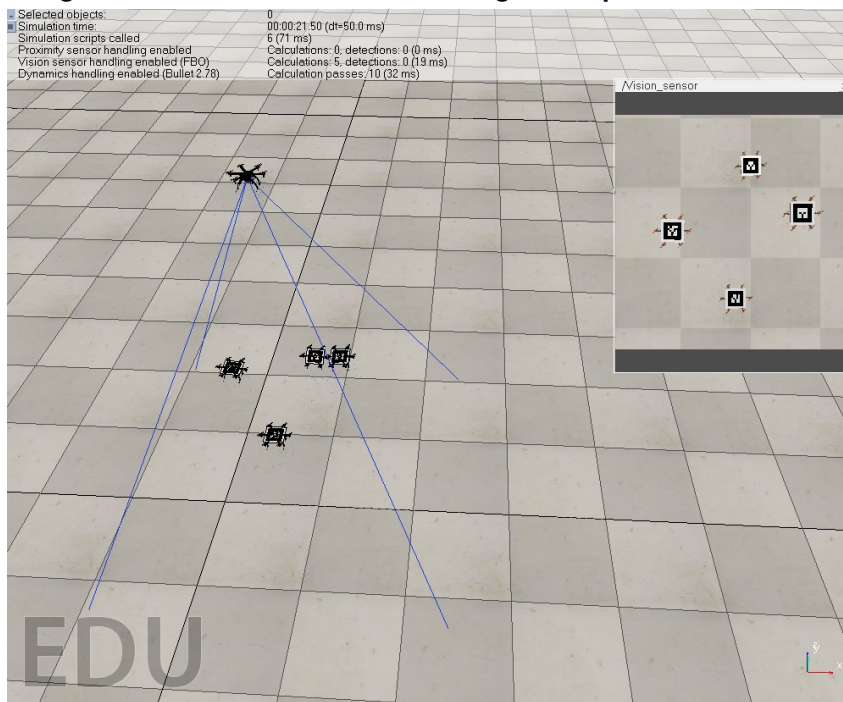 Selected objects: 0
Simulation time: 00:00:21.50 (dt=50.0 ms)
Simulation scripts called 6 (71 ms)
Proximity sensor handling enabled Calculations: 0, detections: 0 (0 ms)
Vision sensor handling enabled (FBO) Calculations: 5, detections: 0 (19 ms)
Dynamics handling enabled (Bullet 2.78) Calculation passes: 10 (32 ms)
/Vision_sensor
EDU
z
y
x